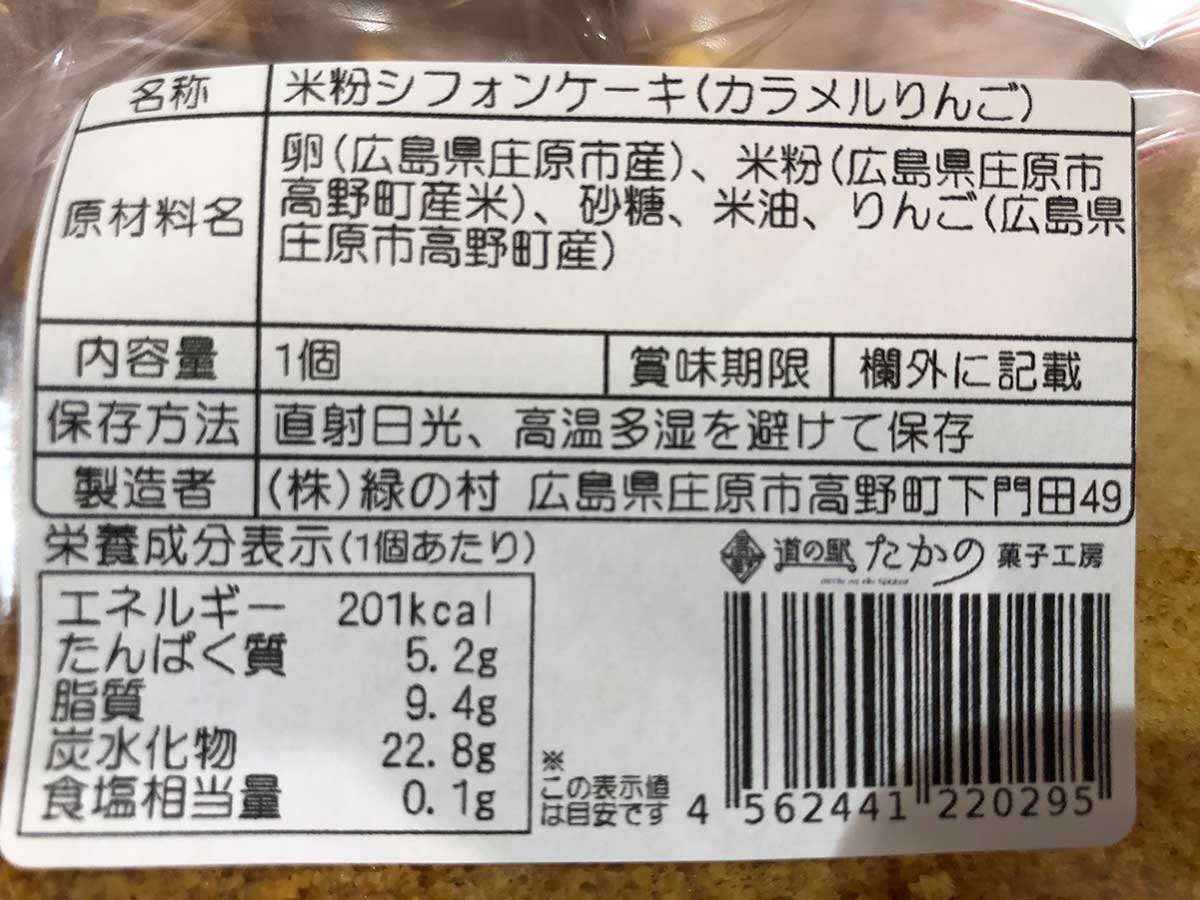 名称 米粉シフォンケーキ(カラメルりんご)
原材料名 卵(広島県庄原市産)、米粉(広島県庄原市
高野町産米)、砂糖、米油、りんご(広島県
庄原市高野町産)
内容量 1個 賞味期限 欄外に記載
保存方法 直射日光、高温多湿を避けて保存
製造者 (株)緑の村 広島県庄原市高野町下門田49
栄養成分表示(1個あたり)
道の駅 たかの 菓子工房
エネルギー 201kcal
たんぱく質 5.2g
脂質 9.4g
炭水化物 22.8g
食塩相当量 0.1g
※
この表示値
は目安です
4 562441 220295